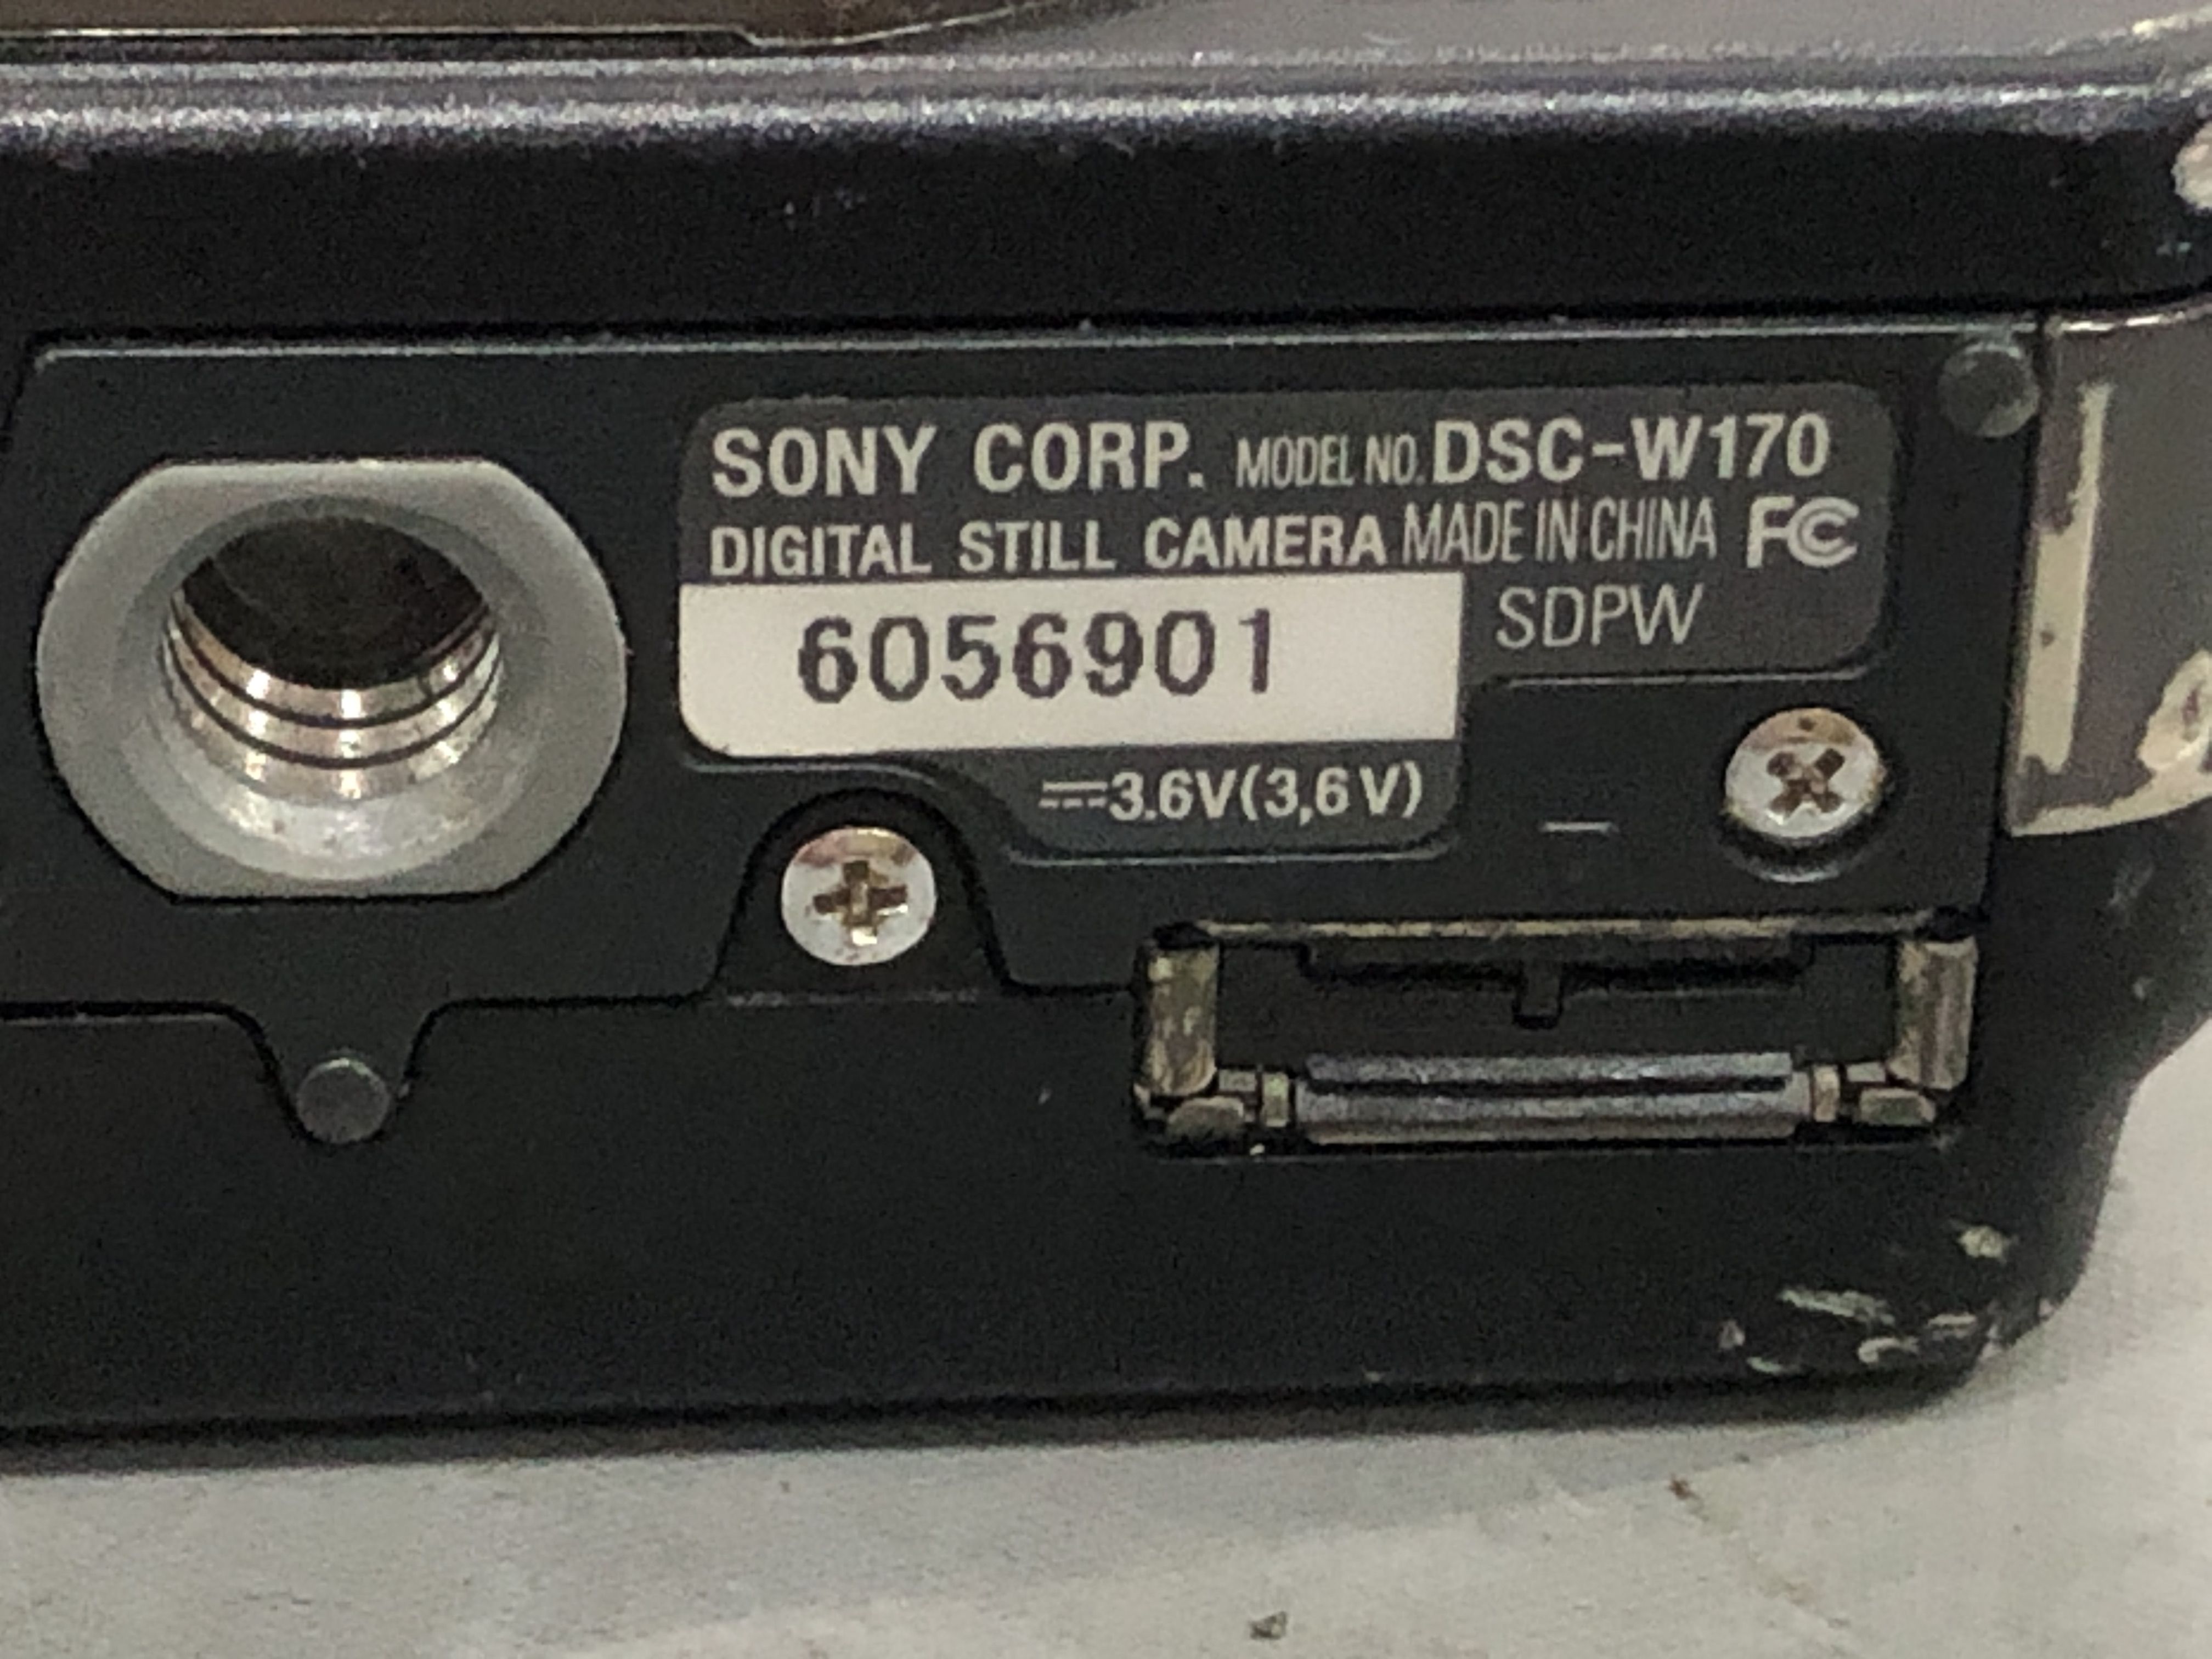 SONY CORP. MODEL NO. DSC-W170
DIGITAL STILL CAMERA MADE IN CHINA FC
6056901 SDPW
⎓3.6V(3,6V)